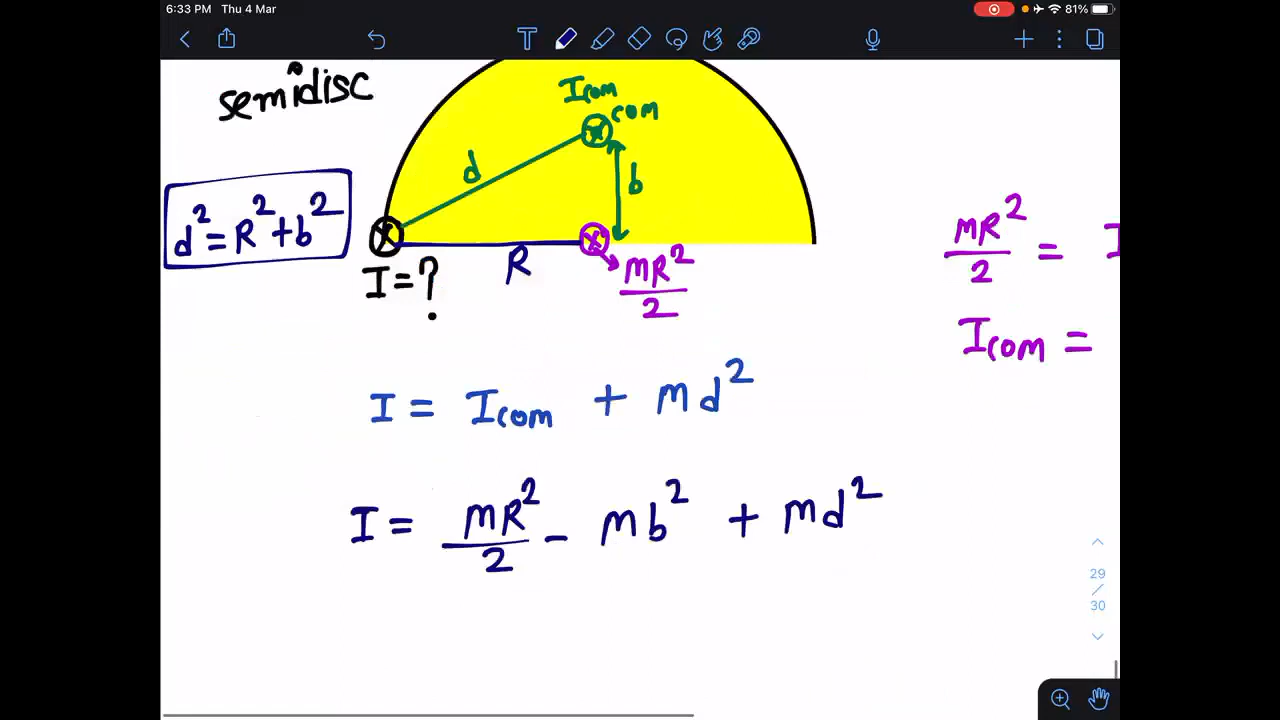 6:33 PM Thu 4 Mar 81%
T
semidisc
Icom
com
d
b
d² = R² + b²
I = ?
R
mR²/2
mR²/2 = I
Icom =
I = Icom + md²
I = mR²/2 - mb² + md²
29
/
30